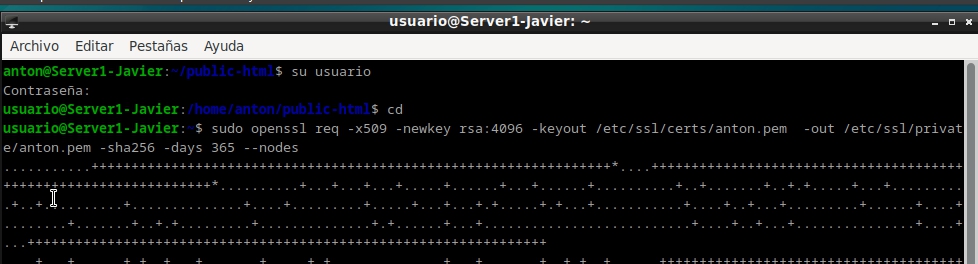 usuario@Server1-Javier: ~
Archivo Editar Pestañas Ayuda
anton@Server1-Javier:~/public-html$ su usuario
Contraseña:
usuario@Server1-Javier:/home/anton/public-html$ cd
usuario@Server1-Javier:~$ sudo openssl req -x509 -newkey rsa:4096 -keyout /etc/ssl/certs/anton.pem  -out /etc/ssl/privat
e/anton.pem -sha256 -days 365 --nodes